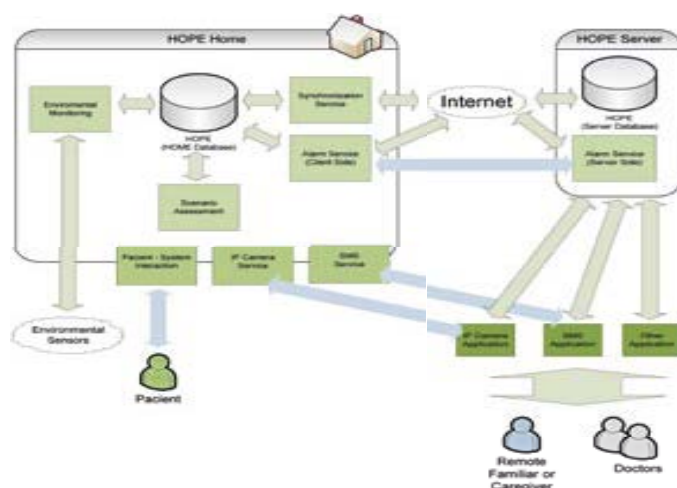 HOPE Home
HOPE Server
Enviromental
Monitoring
Synchronization
Service
Internet
HOPE
(HOME Database)
HOPE
(Server Database)
Alarm Service
(Client Side)
Alarm Service
(Server Side)
Scenario
Assessment
Pacient - System
Interaction
IP Camera
Service
SMS
Service
Environmental
Sensors
IP Camera
Application
SMS
Application
Other
Application
Pacient
Remote
Familiar or
Caregiver
Doctors